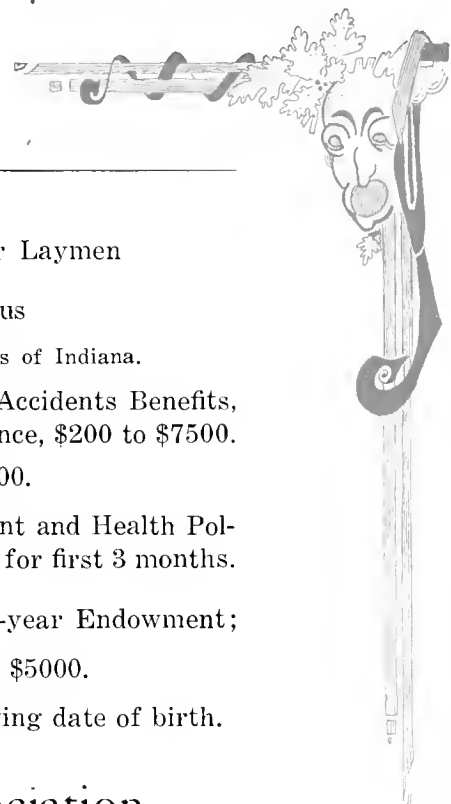 r Laymen
us
s of Indiana.
Accidents Benefits,
nce, $200 to $7500.
00.
nt and Health Pol-
for first 3 months.
-year Endowment;
$5000.
ing date of birth.
ociation